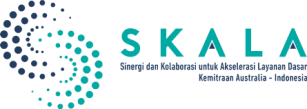 SKALA
Sinergi dan Kolaborasi untuk Akselerasi Layanan Dasar
Kemitraan Australia - Indonesia